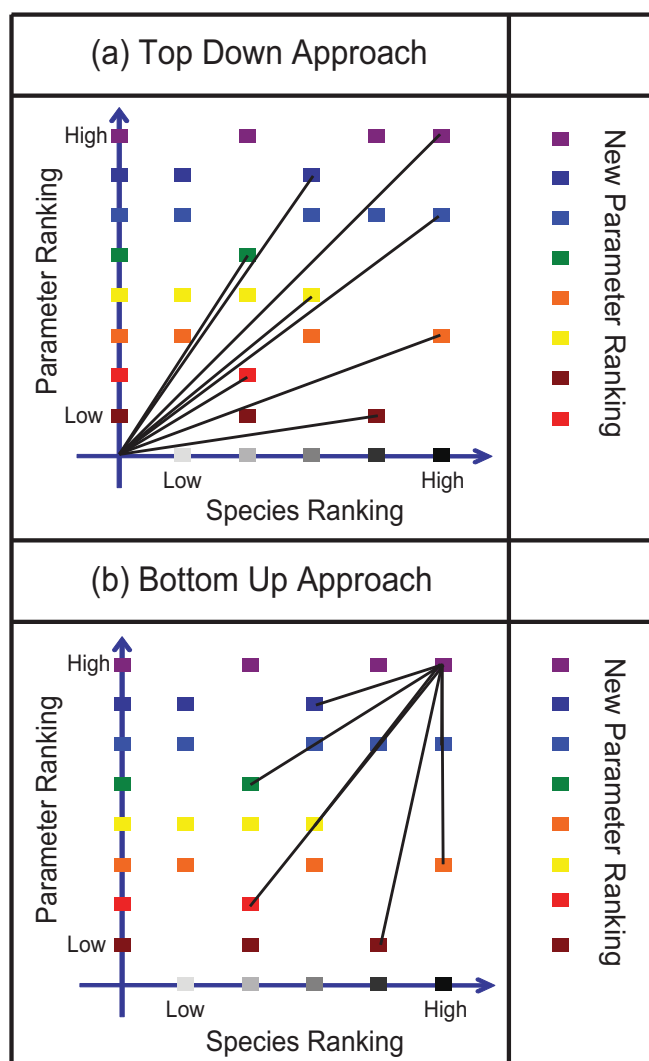 (a) Top Down Approach
High
Parameter Ranking
Low
Low
High
Species Ranking
New Parameter Ranking
(b) Bottom Up Approach
High
Parameter Ranking
Low
Low
High
Species Ranking
New Parameter Ranking